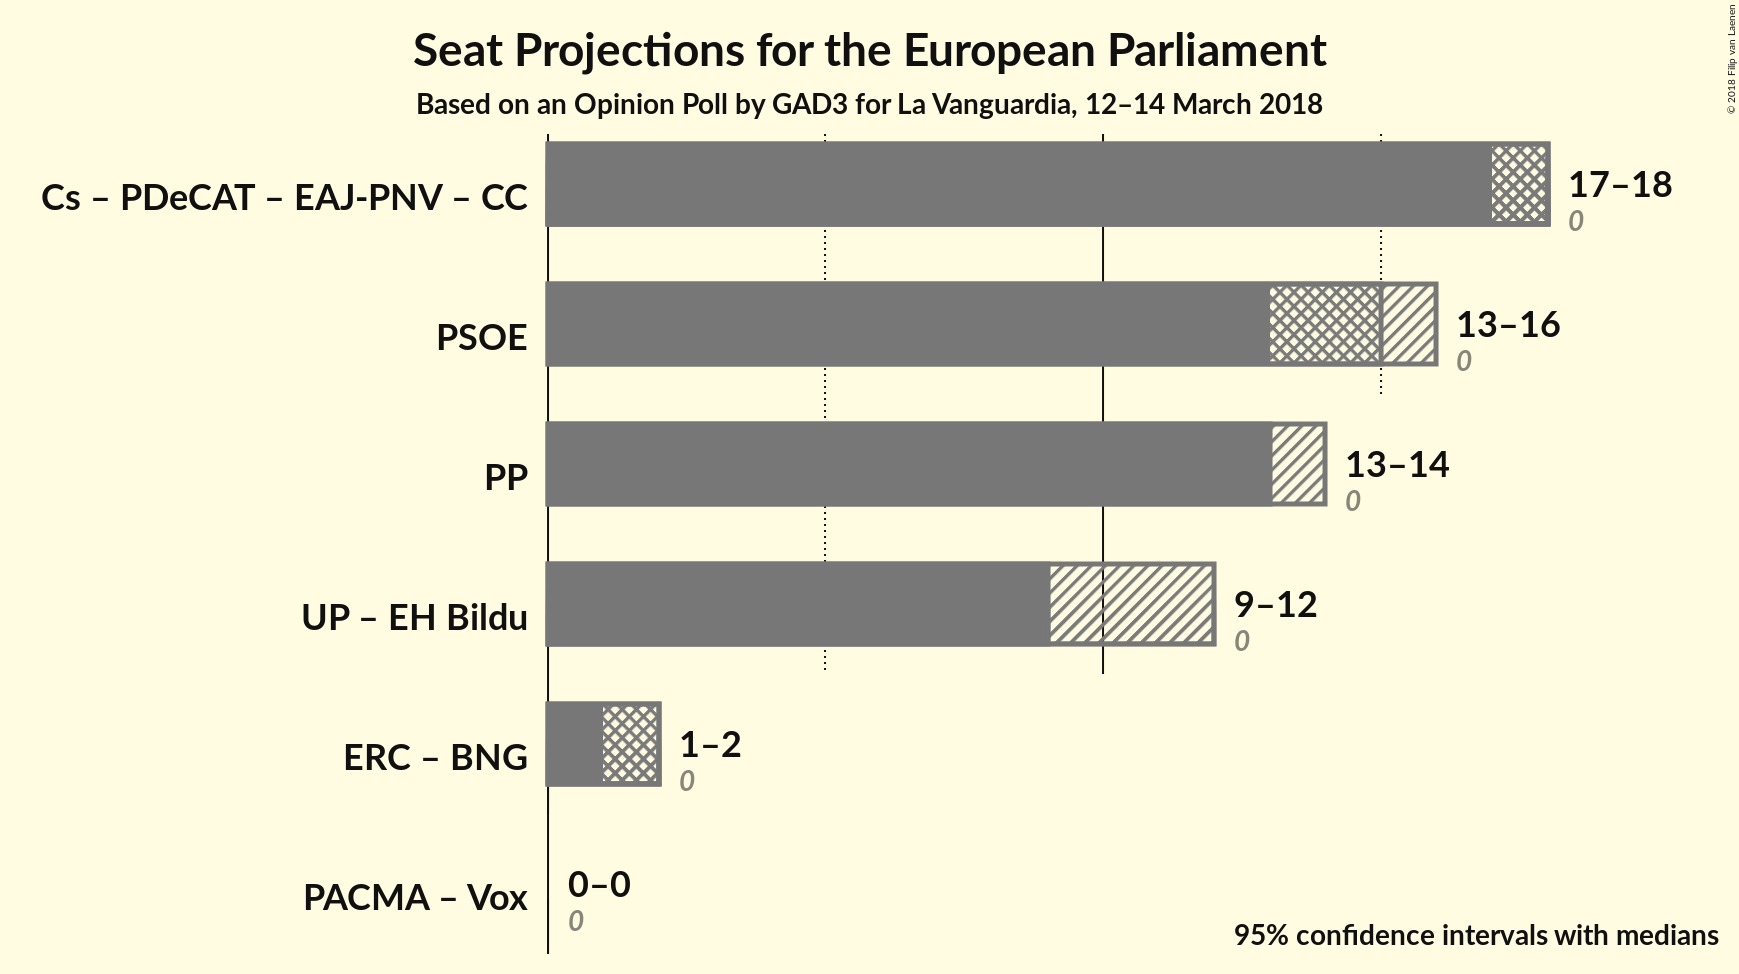 Seat Projections for the European Parliament
Based on an Opinion Poll by GAD3 for La Vanguardia, 12–14 March 2018
© 2018 Filip van Laenen
Cs – PDeCAT – EAJ-PNV – CC
17–18
0
PSOE
13–16
0
PP
13–14
0
UP – EH Bildu
9–12
0
ERC – BNG
1–2
0
PACMA – Vox
0–0
0
95% confidence intervals with medians